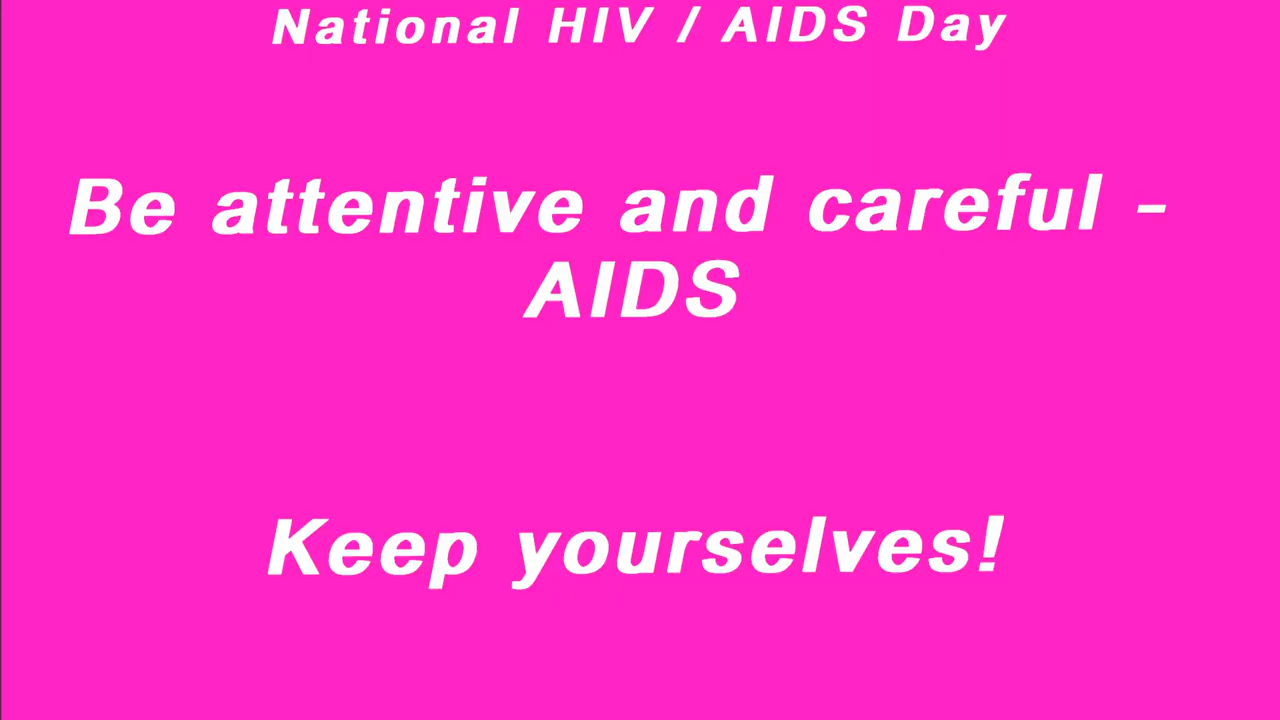 National HIV / AIDS Day
Be attentive and careful -
AIDS
Keep yourselves!